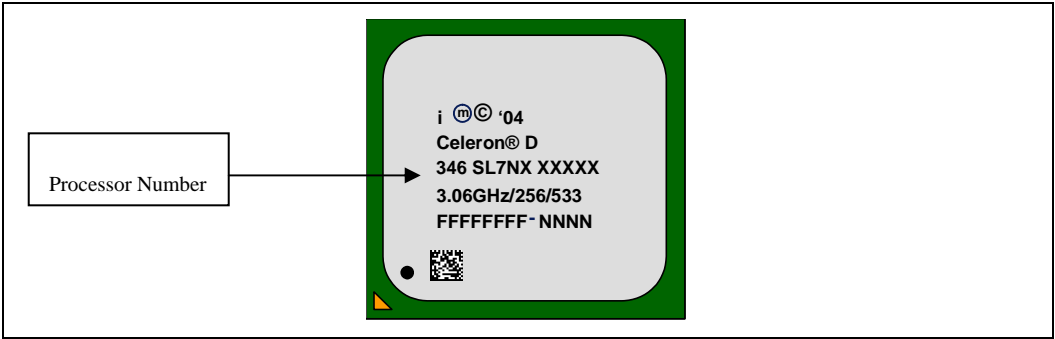 Processor Number
i ⓜ© ‘04
Celeron® D
346 SL7NX XXXXX
3.06GHz/256/533
FFFFFFFF-NNNN